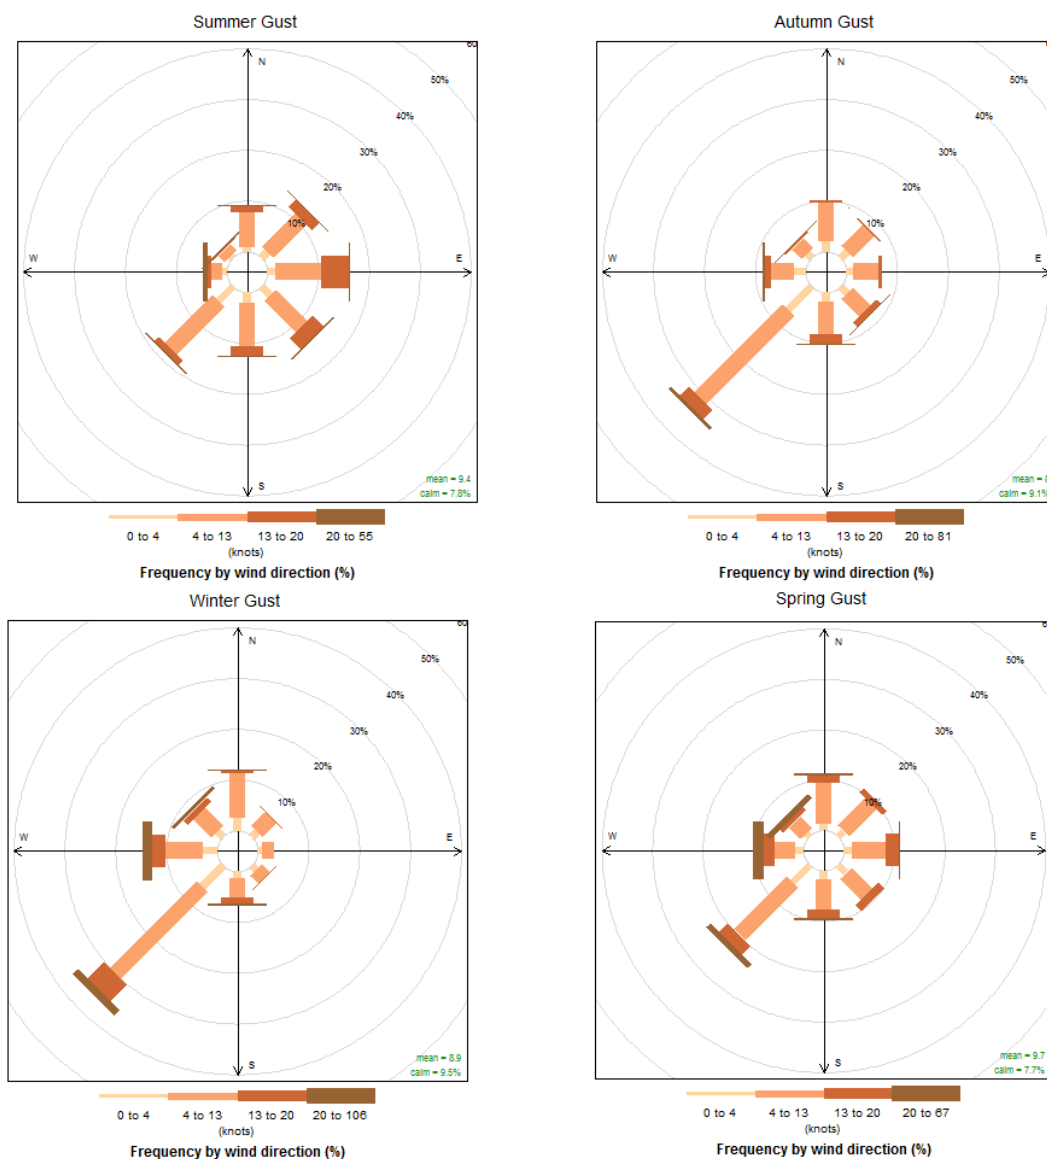 Summer Gust
60
50%
40%
30%
20%
10%
N
W
E
S
mean = 9.4
calm = 7.8%
0 to 4 4 to 13 13 to 20 20 to 55
(knots)
Frequency by wind direction (%)
Autumn Gust
50%
40%
30%
20%
10%
N
W
E
S
mean = 8
calm = 9.1%
0 to 4 4 to 13 13 to 20 20 to 81
(knots)
Frequency by wind direction (%)
Winter Gust
60
50%
40%
30%
20%
10%
N
W
E
S
mean = 8.9
calm = 9.5%
0 to 4 4 to 13 13 to 20 20 to 106
(knots)
Frequency by wind direction (%)
Spring Gust
50%
40%
30%
20%
10%
N
W
E
S
mean = 9.7
calm = 7.7%
0 to 4 4 to 13 13 to 20 20 to 67
(knots)
Frequency by wind direction (%)